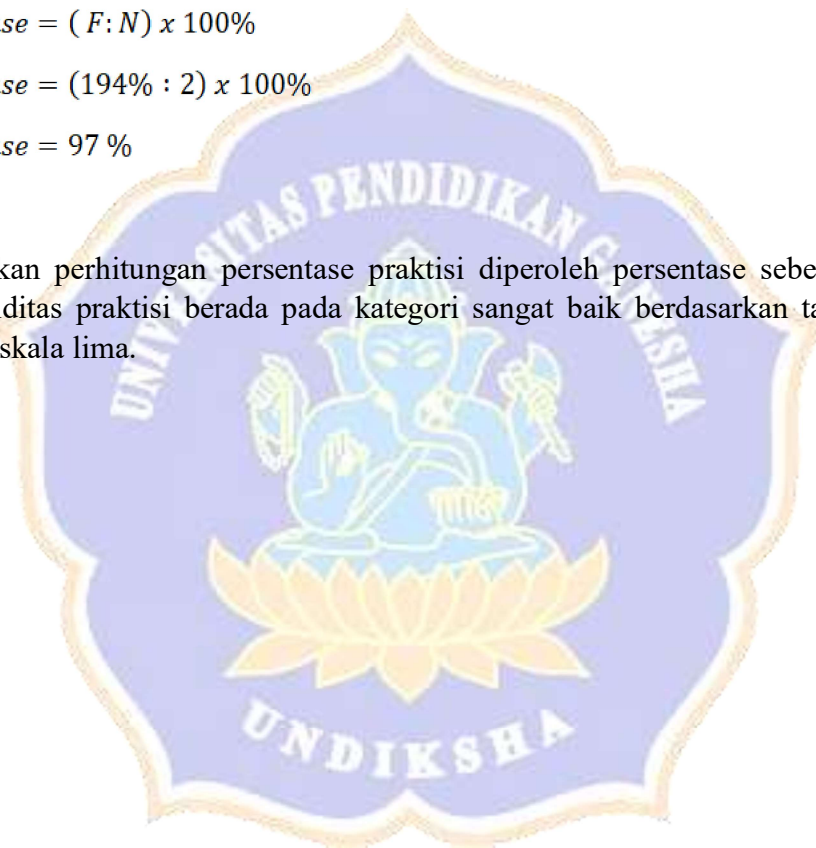 se = ( F: N) x 100%
se = (194% : 2) x 100%
se = 97 %
UNIVERSITAS PENDIDIKAN GANESHA
kan perhitungan persentase praktisi diperoleh persentase sebe
ditas praktisi berada pada kategori sangat baik berdasarkan ta
skala lima.
UNDIKSHA